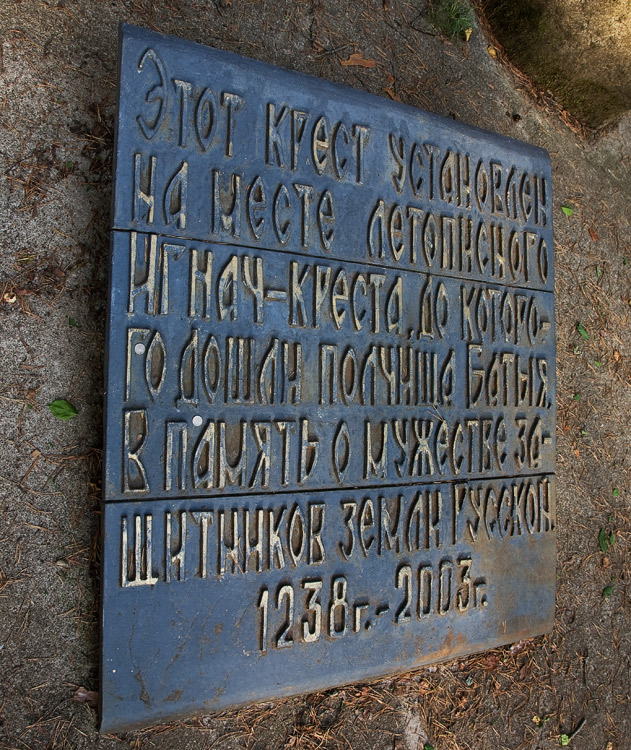 Этот крест установлен
на месте летописного
Игнач-креста, до которо-
го дошли полчища Батыя,
В память о мужестве за-
щитников земли Русской.
1238г.-2003г.